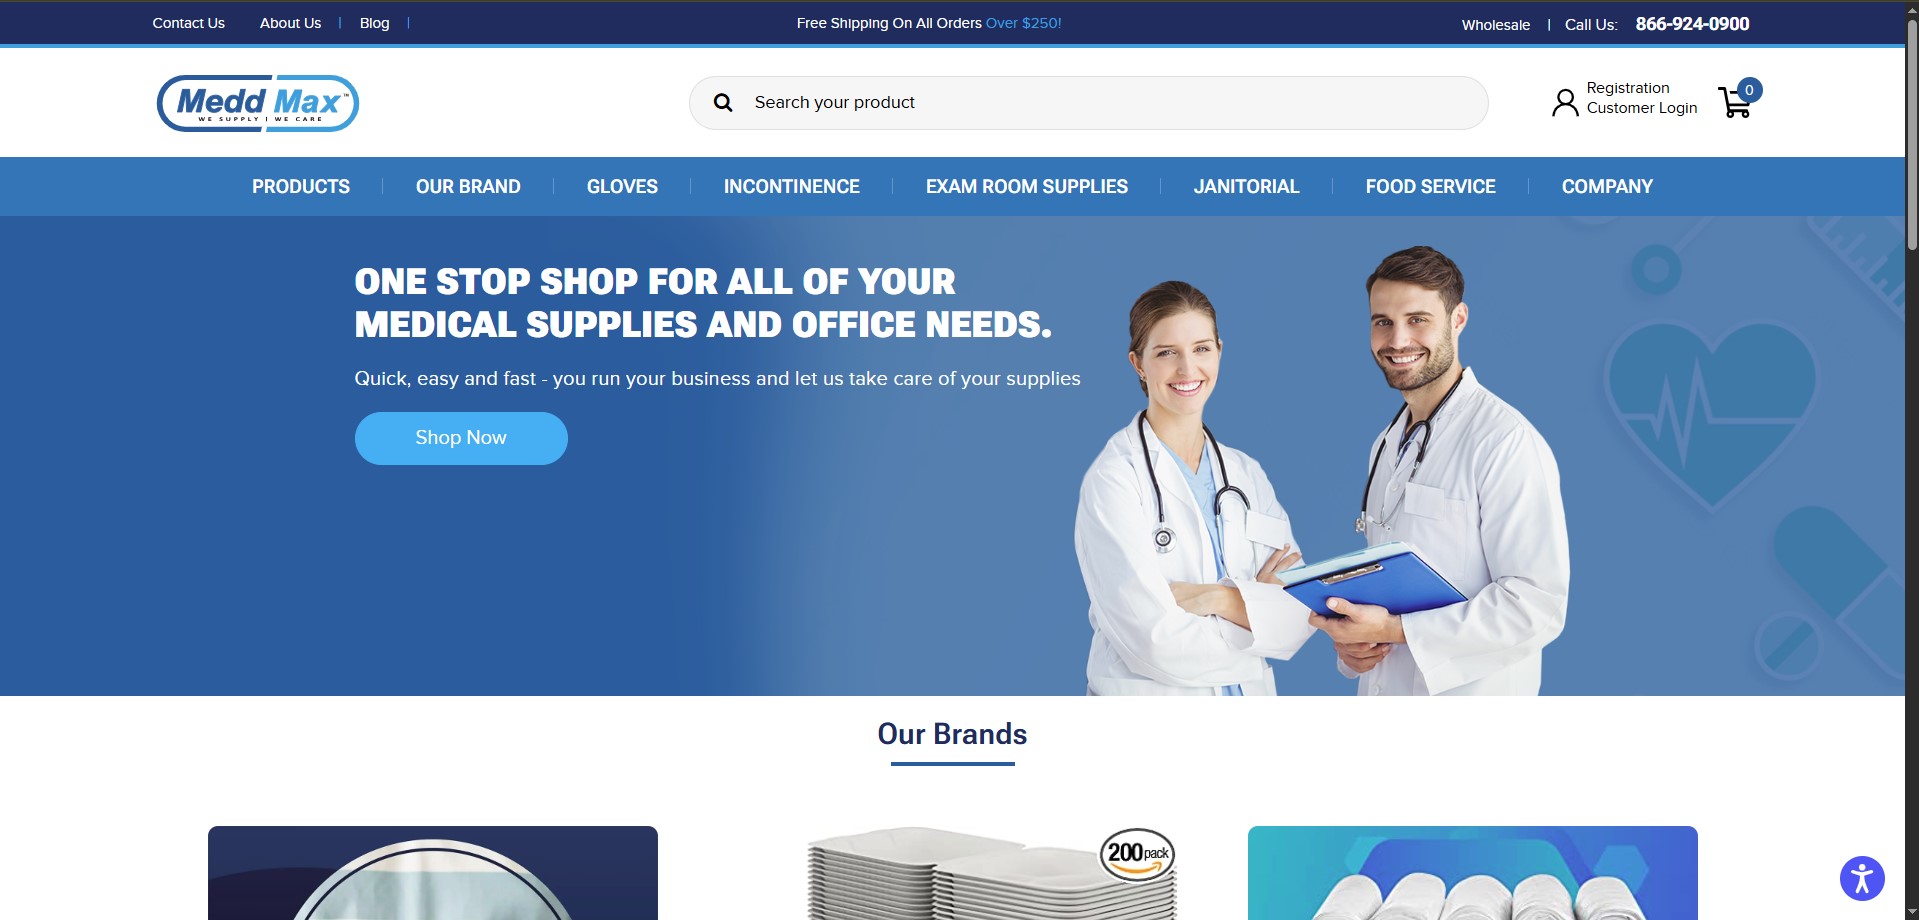 Contact Us
About Us
Blog
Free Shipping On All Orders Over $250!
Wholesale | Call Us: 866-924-0900
Medd Max™
WE SUPPLY | WE CARE
Search your product
Registration
Customer Login
0
PRODUCTS
OUR BRAND
GLOVES
INCONTINENCE
EXAM ROOM SUPPLIES
JANITORIAL
FOOD SERVICE
COMPANY
ONE STOP SHOP FOR ALL OF YOUR
MEDICAL SUPPLIES AND OFFICE NEEDS.
Quick, easy and fast - you run your business and let us take care of your supplies
Shop Now
Our Brands
200 pack